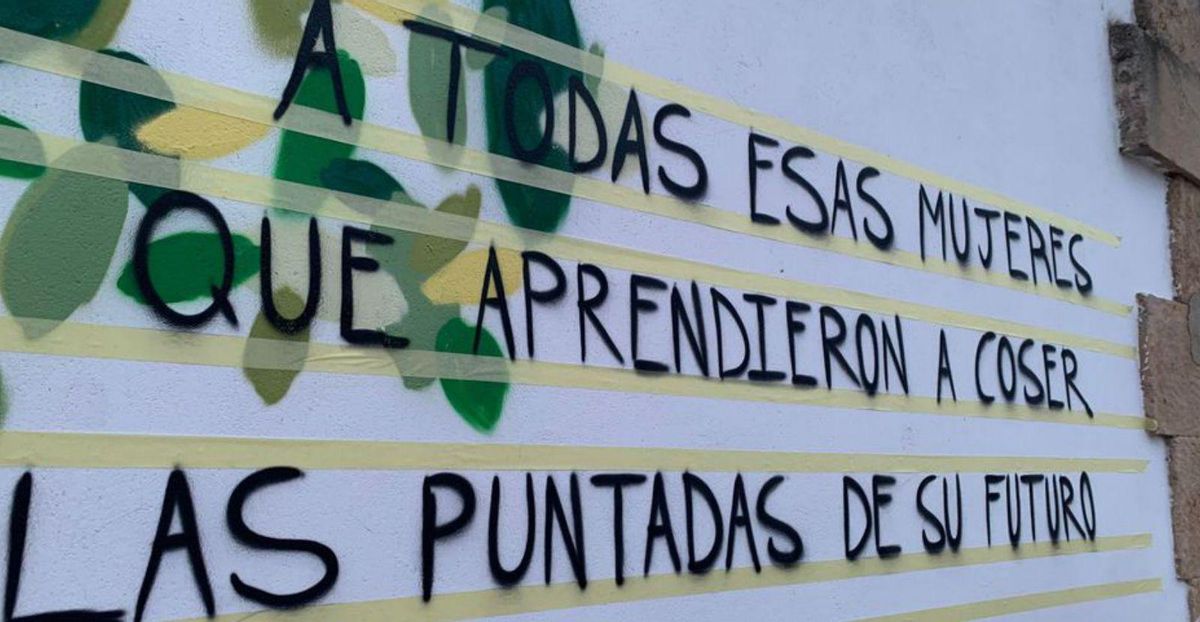 A TODAS ESAS MUJERES
QUE APRENDIERON A COSER
LAS PUNTADAS DE SU FUTURO